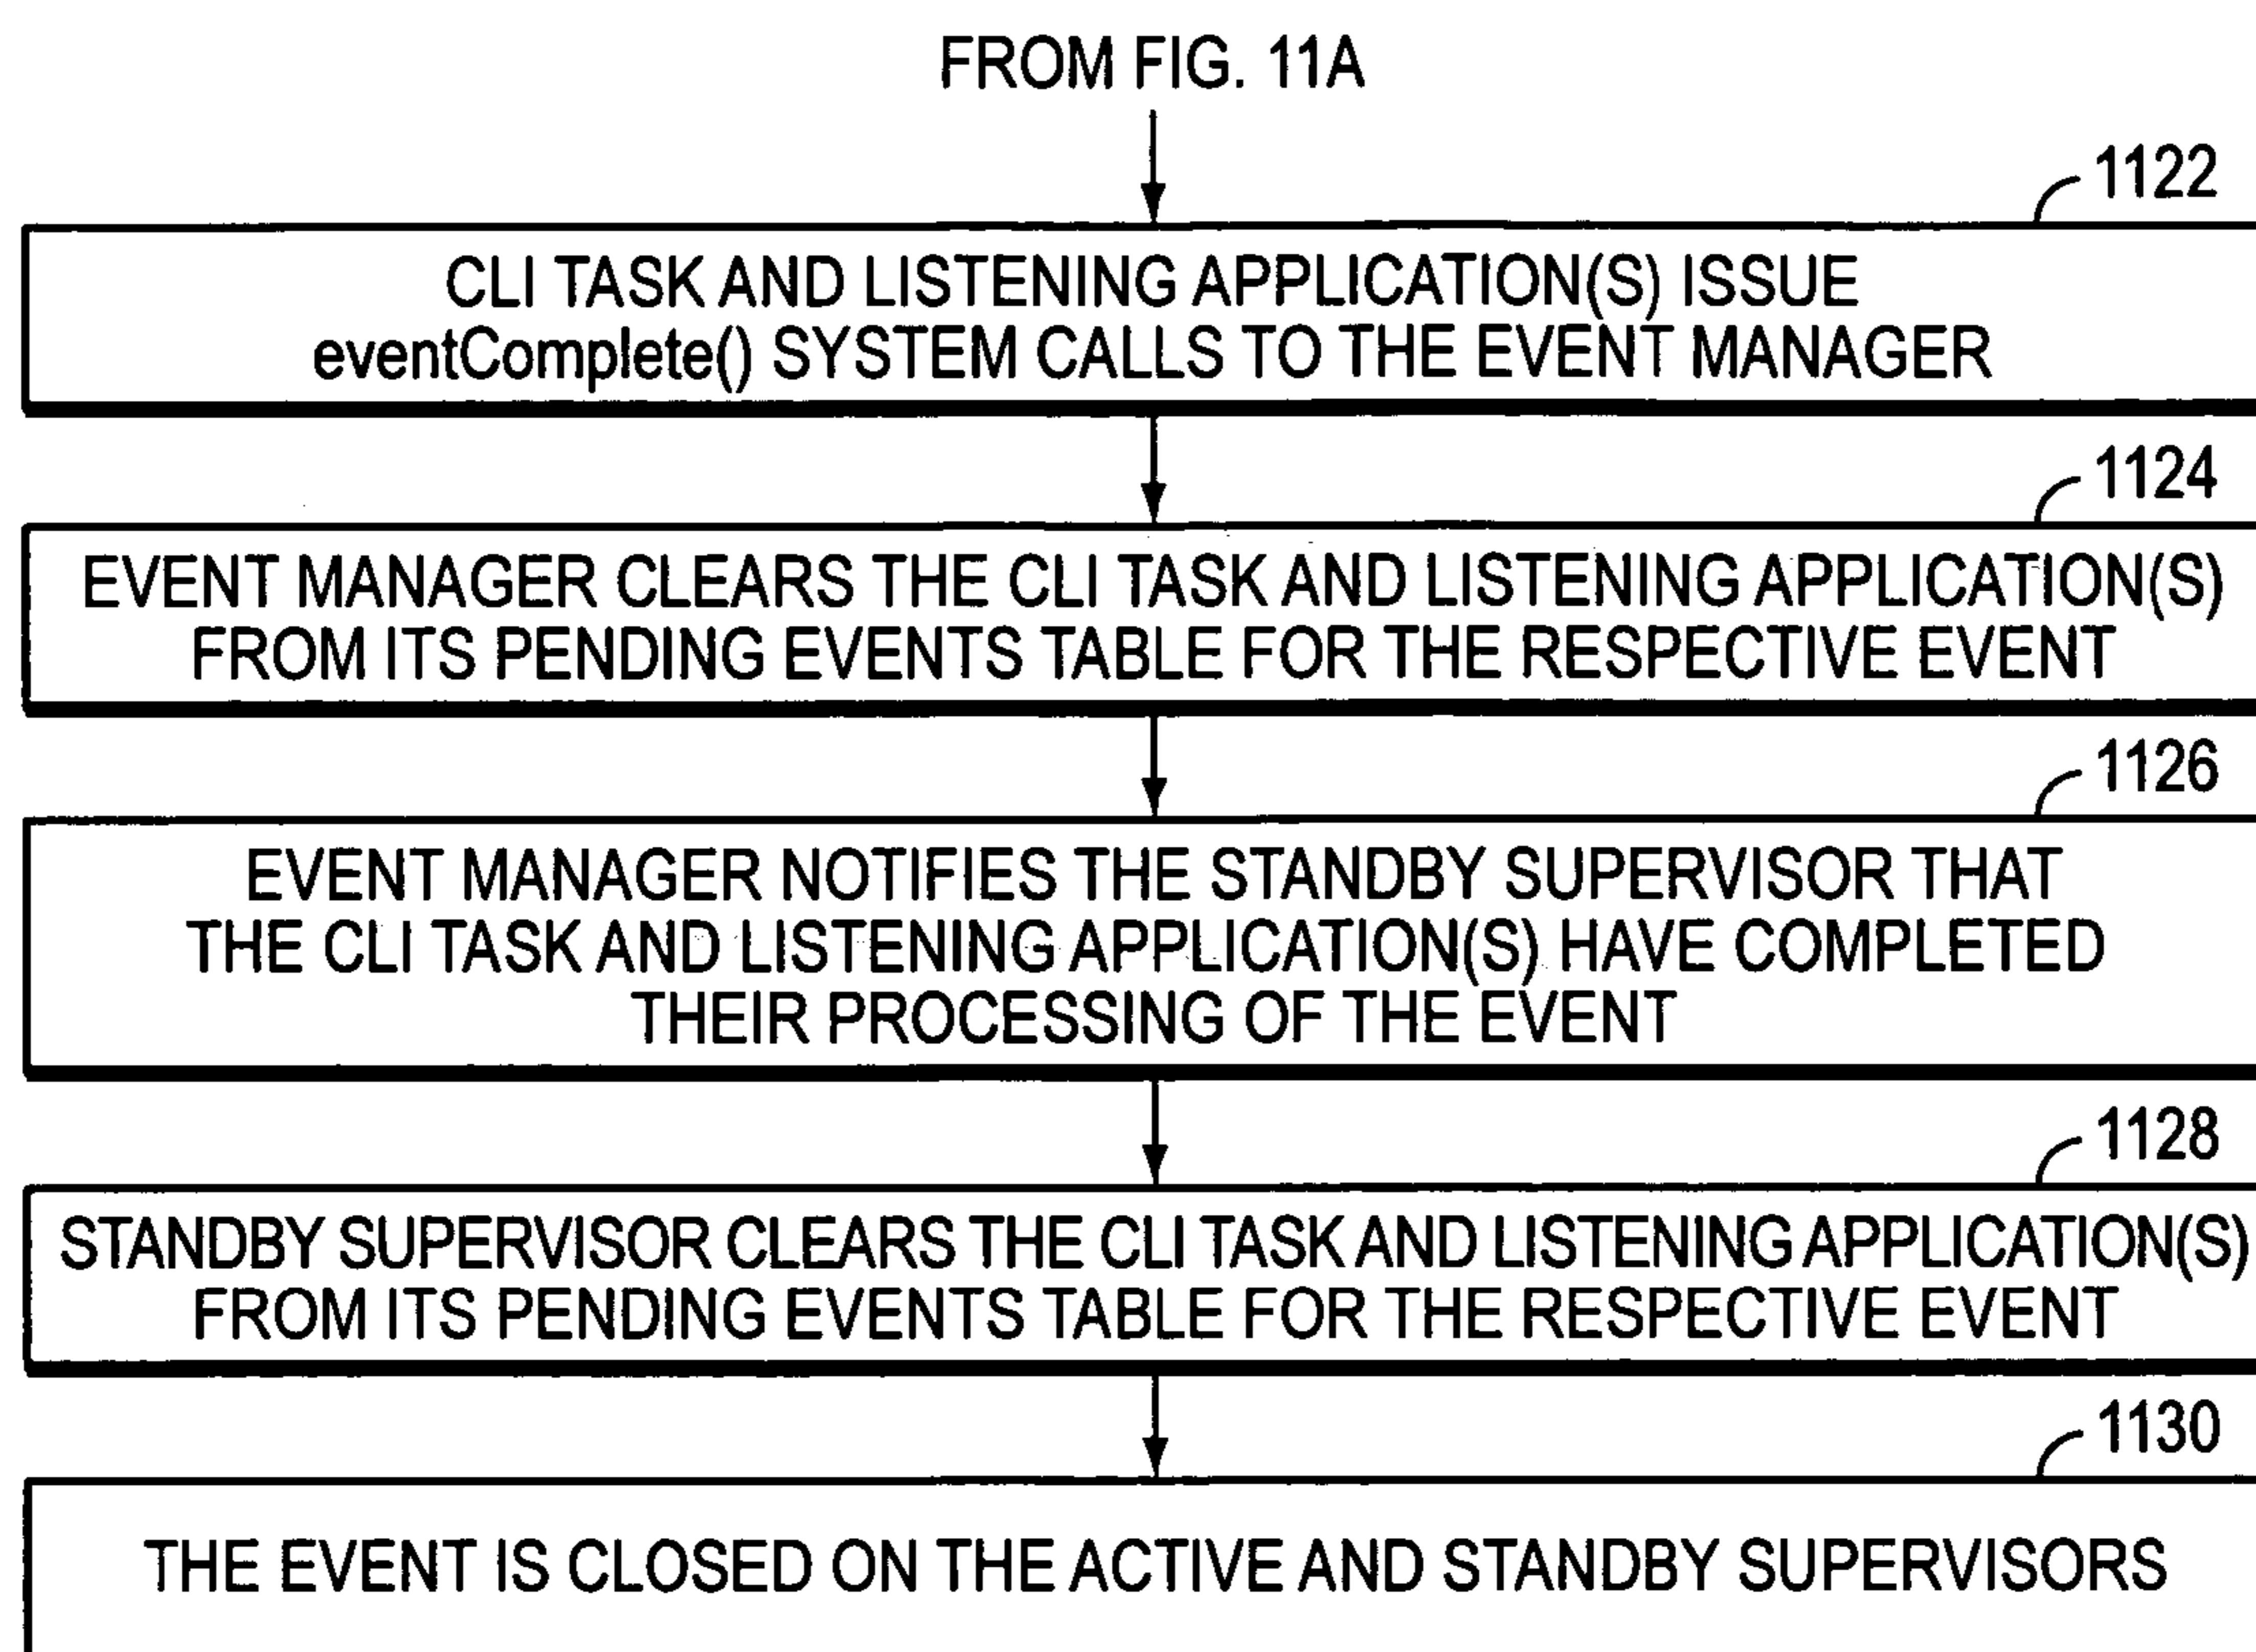 FROM FIG. 11A
1122
CLI TASK AND LISTENING APPLICATION(S) ISSUE
eventComplete() SYSTEM CALLS TO THE EVENT MANAGER
1124
EVENT MANAGER CLEARS THE CLI TASK AND LISTENING APPLICATION(S)
FROM ITS PENDING EVENTS TABLE FOR THE RESPECTIVE EVENT
1126
EVENT MANAGER NOTIFIES THE STANDBY SUPERVISOR THAT
THE CLI TASK AND LISTENING APPLICATION(S) HAVE COMPLETED
THEIR PROCESSING OF THE EVENT
1128
STANDBY SUPERVISOR CLEARS THE CLI TASK AND LISTENING APPLICATION(S)
FROM ITS PENDING EVENTS TABLE FOR THE RESPECTIVE EVENT
1130
THE EVENT IS CLOSED ON THE ACTIVE AND STANDBY SUPERVISORS